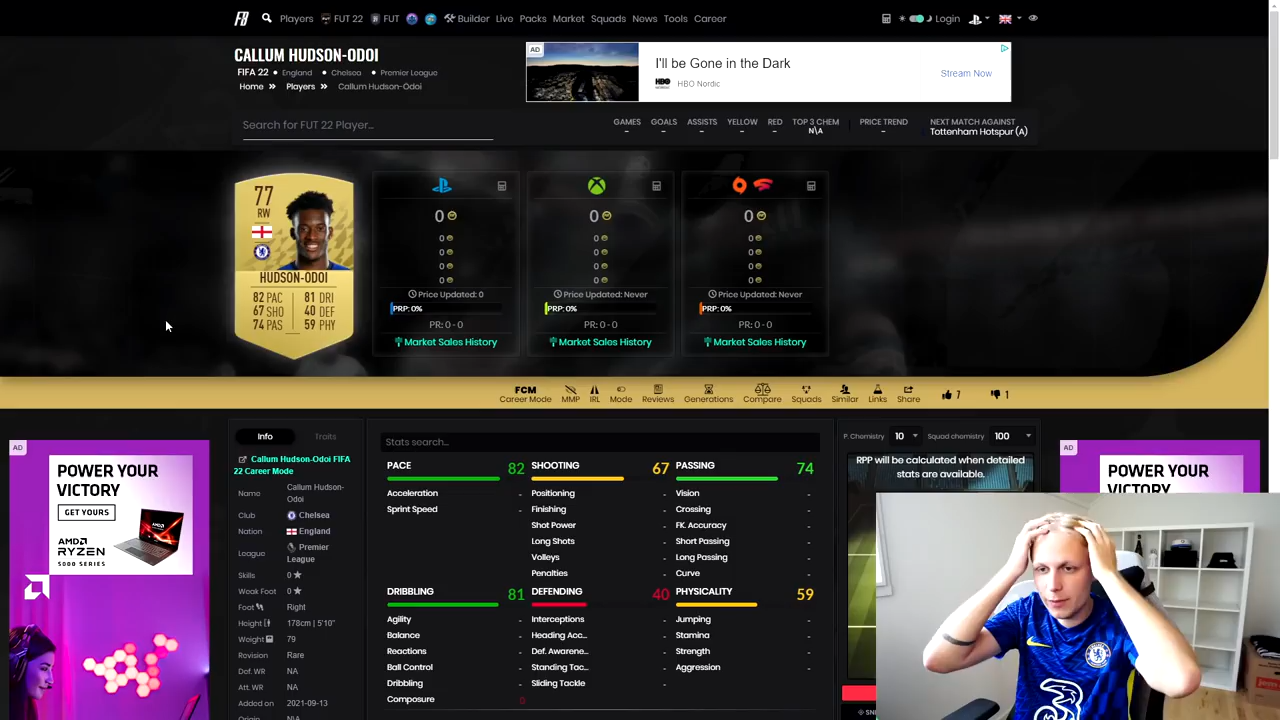 Players FUT 22 FUT Builder Live Packs Market Squads News Tools Career Login
CALLUM HUDSON-ODOI
FIFA 22 England Chelsea Premier League
Home Players Callum Hudson-Odoi
AD
I'll be Gone in the Dark
HBO HBO Nordic
Stream Now
Search for FUT 22 Player...
GAMES GOALS ASSISTS YELLOW RED TOP 3 CHEM PRICE TREND NEXT MATCH AGAINST
- - - - - N\A - Tottenham Hotspur (A)
77
RW
HUDSON-ODOI
82 PAC 81 DRI
67 SHO 40 DEF
74 PAS 59 PHY
0
0
0
0
0
Price Updated: 0
PRP: 0%
PR: 0 - 0
Market Sales History
0
0
0
0
0
Price Updated: Never
PRP: 0%
PR: 0 - 0
Market Sales History
0
0
0
0
0
Price Updated: Never
PRP: 0%
PR: 0 - 0
Market Sales History
FCM
Career Mode MMP IRL Mode Reviews Generations Compare Squads Similar Links Share 7 1
AD
POWER YOUR
VICTORY
GET YOURS
AMD
RYZEN
5000 SERIES
Info Traits
Callum Hudson-Odoi FIFA
22 Career Mode
Name Callum Hudson-
Odoi
Club Chelsea
Nation England
League Premier
League
Skills 0
Weak Foot 0
Foot Right
Height 178cm | 5'10"
Weight 79
Revision Rare
Def. WR NA
Att. WR NA
Added on 2021-09-13
Origin N\A
Stats search...
PACE 82
Acceleration -
Sprint Speed -
SHOOTING 67
Positioning -
Finishing -
Shot Power -
Long Shots -
Volleys -
Penalties -
PASSING 74
Vision -
Crossing -
FK. Accuracy -
Short Passing -
Long Passing -
Curve -
DRIBBLING 81
Agility -
Balance -
Reactions -
Ball Control -
Dribbling -
Composure 0
DEFENDING 40
Interceptions -
Heading Acc... -
Def. Awarene... -
Standing Tac... -
Sliding Tackle -
PHYSICALITY 59
Jumping -
Stamina -
Strength -
Aggression -
P. Chemistry 10 Squad chemistry 100
RPP will be calculated when detailed
stats are available.
AD
POWER YOUR
VICTORY